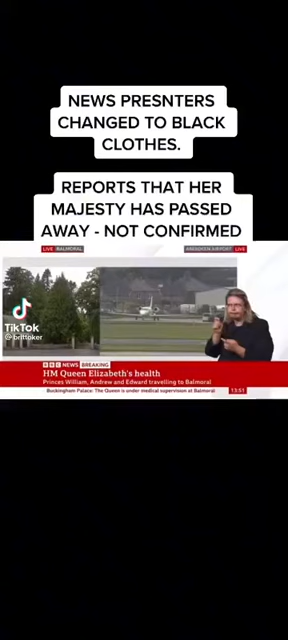 NEWS PRESNTERS
CHANGED TO BLACK
CLOTHES.
REPORTS THAT HER
MAJESTY HAS PASSED
AWAY - NOT CONFIRMED
LIVE BALMORAL
ABERDEEN AIRPORT LIVE
TikTok
@brittoker
BBC NEWS BREAKING
HM Queen Elizabeth's health
Princes William, Andrew and Edward travelling to Balmoral
Buckingham Palace: The Queen is under medical supervision at Balmoral
13:51